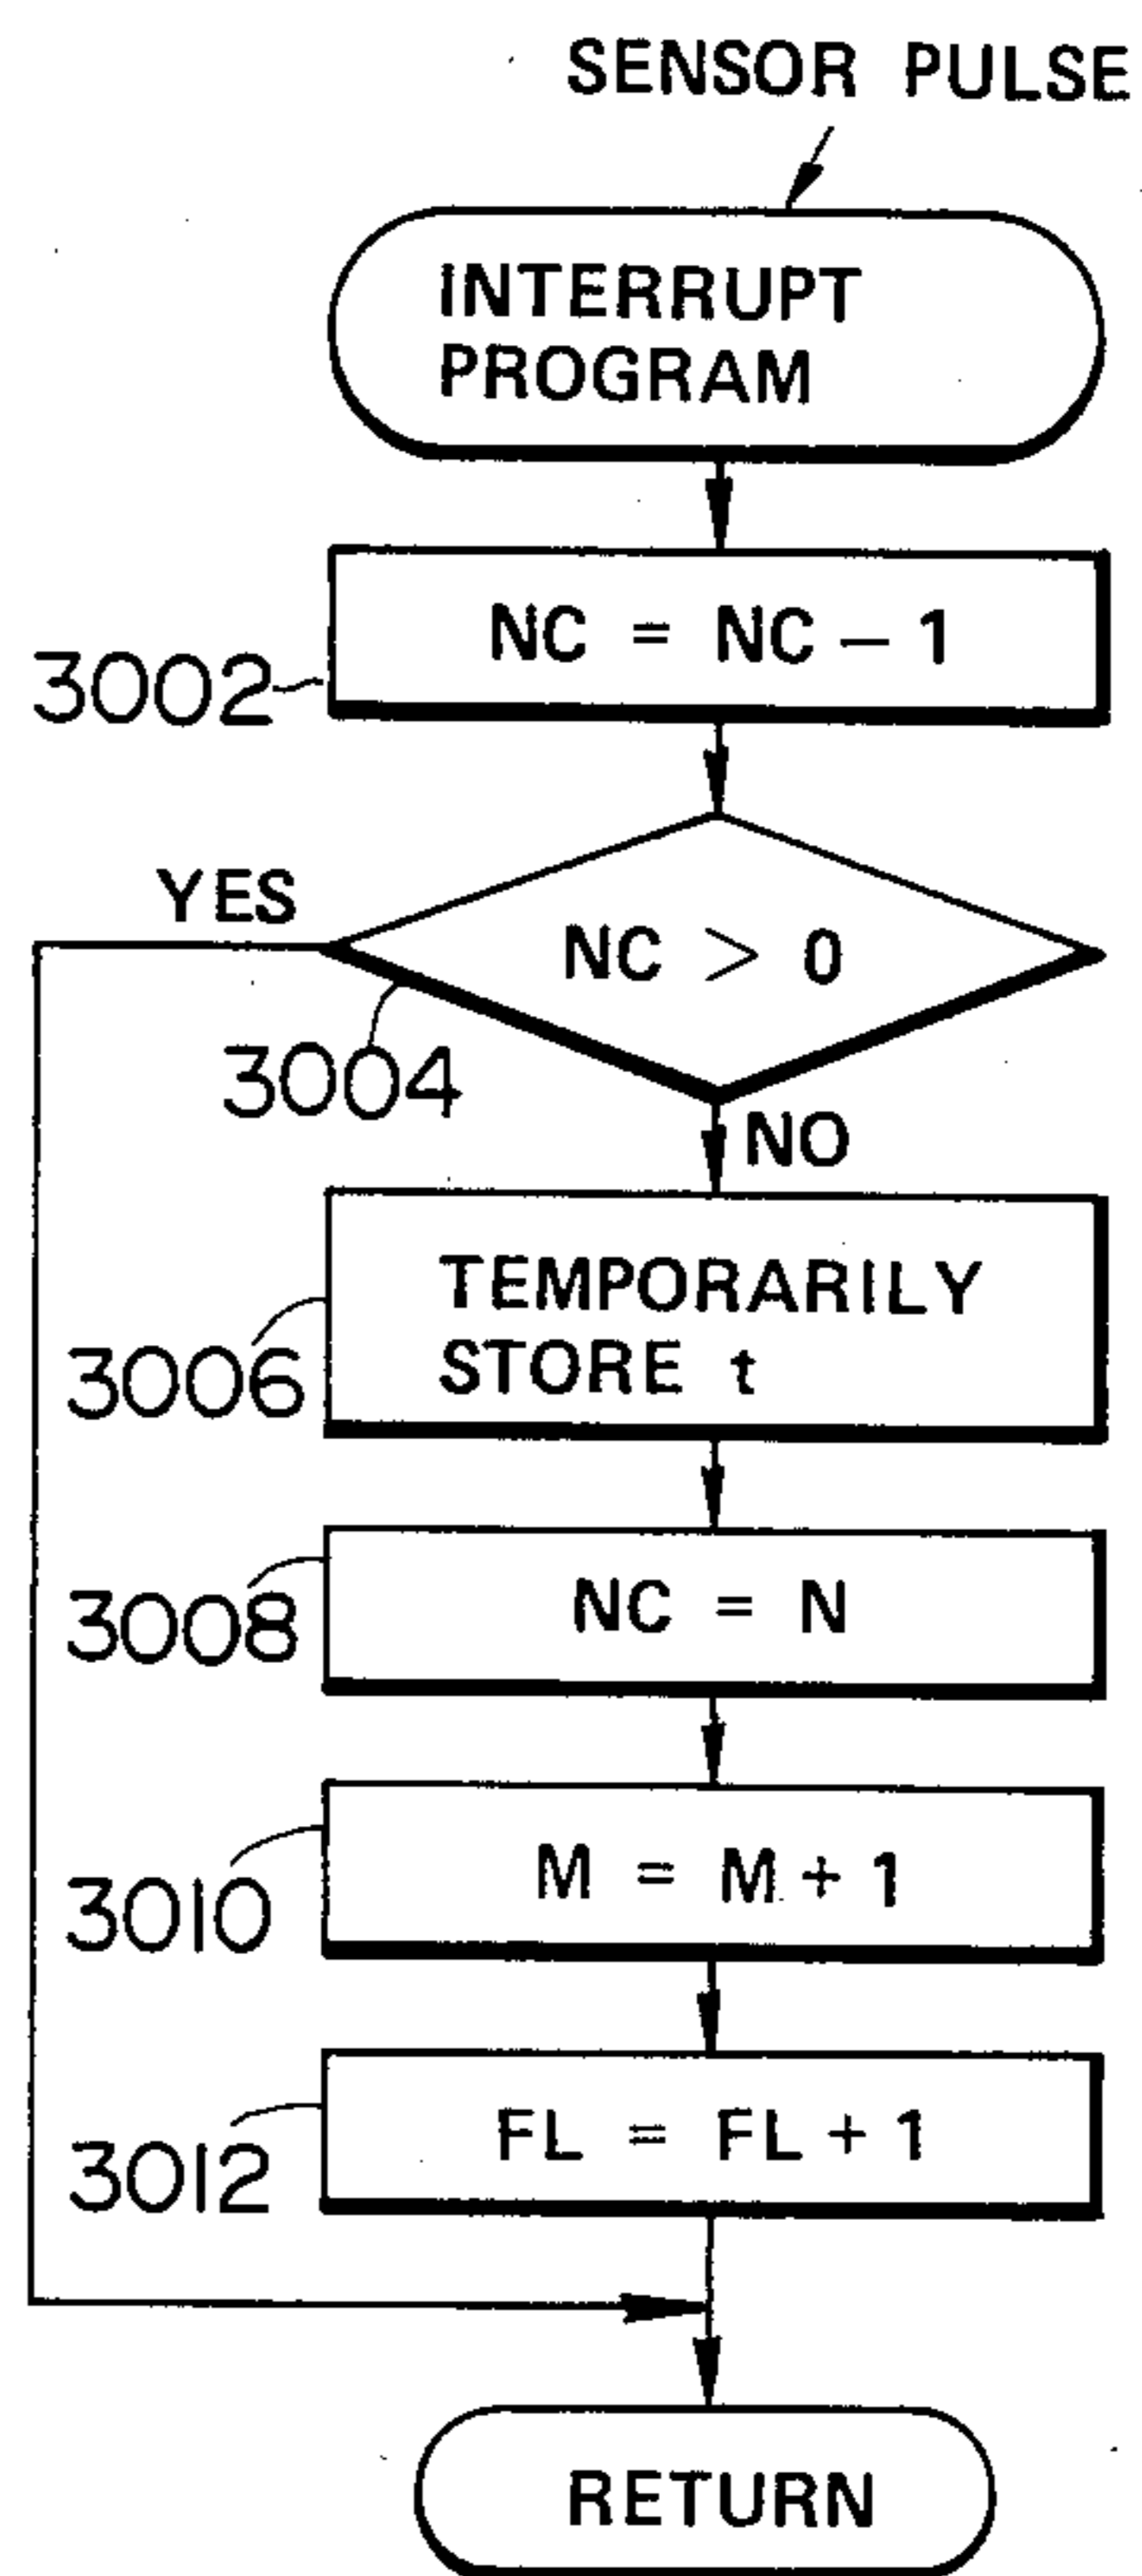 SENSOR PULSE
INTERRUPT
PROGRAM
NC = NC - 1
3002
YES
NC > 0
3004
NO
TEMPORARILY
STORE t
3006
NC = N
3008
M = M + 1
3010
FL = FL + 1
3012
RETURN